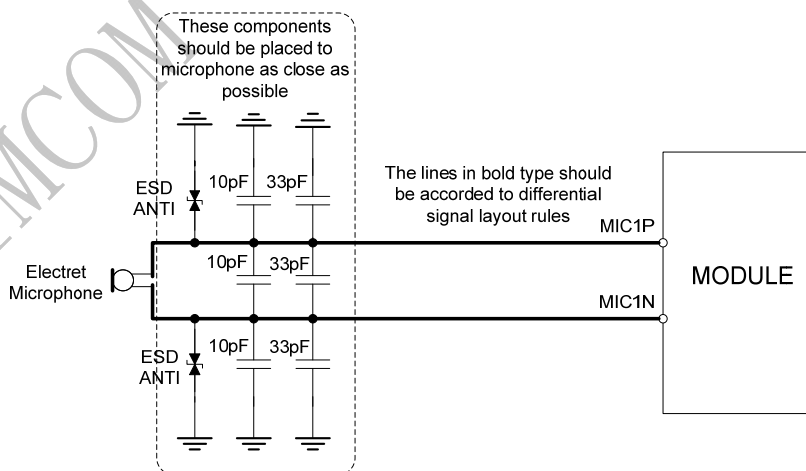 These components
should be placed to
microphone as close as
possible
ESD
ANTI
10pF
33pF
The lines in bold type should
be accorded to differential
signal layout rules
MIC1P
Electret
Microphone
10pF
33pF
MODULE
MIC1N
ESD
ANTI
10pF
33pF